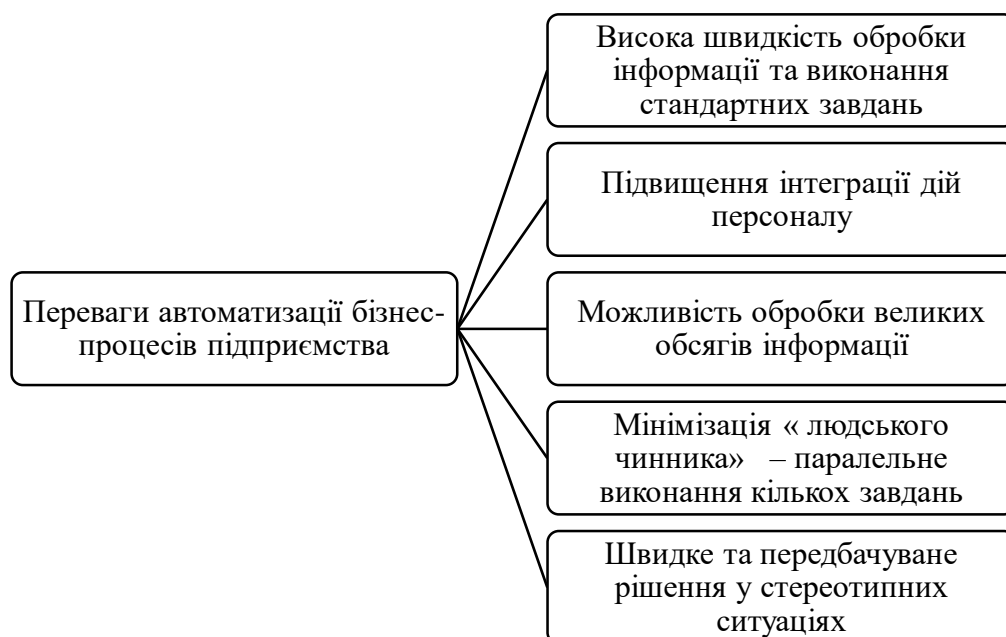 Висока швидкість обробки
інформації та виконання
стандартних завдань
Підвищення інтеграції дій
персоналу
Переваги автоматизації бізнес-
процесів підприємства
Можливість обробки великих
обсягів інформації
Мінімізація « людського
чинника»   – паралельне
виконання кількох завдань
Швидке та передбачуване
рішення у стереотипних
ситуаціях